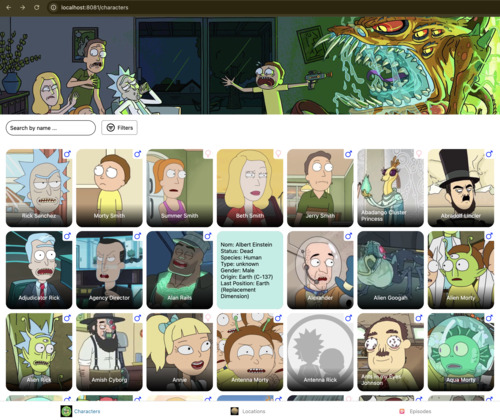 localhost:8081/characters
Search by name ...
Filters
Rick Sanchez
Morty Smith
Summer Smith
Beth Smith
Jerry Smith
Abadango Cluster
Princess
Abradolf Lincler
Adjudicator Rick
Agency Director
Alan Rails
Nom: Albert Einstein
Status: Dead
Species: Human
Type: unknown
Gender: Male
Origin: Earth (C-137)
Last Position: Earth
(Replacement
Dimension)
Alexander
Alien Googah
Alien Morty
Alien Rick
Amish Cyborg
Annie
Antenna Morty
Antenna Rick
Ants in my Eyes
Johnson
Aqua Morty
Characters
Locations
Episodes